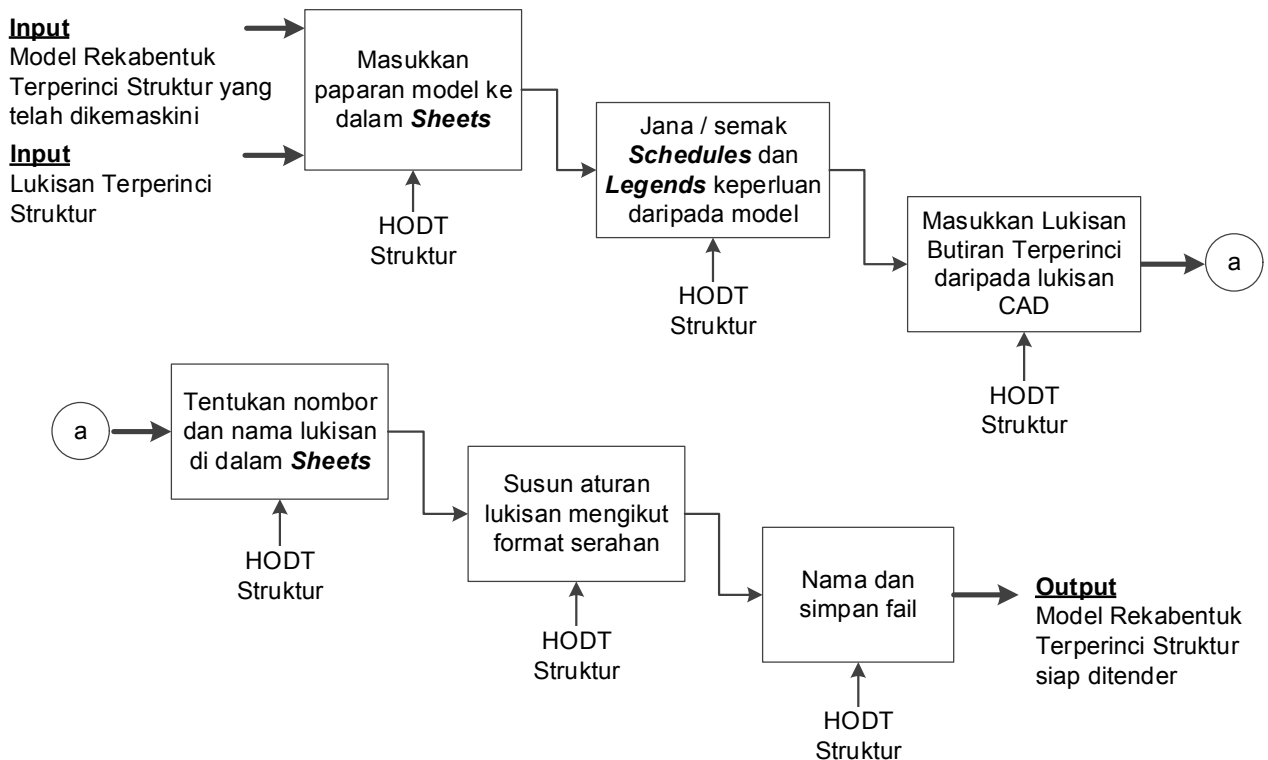 Input
Model Rekabentuk
Terperinci Struktur yang
telah dikemaskini
Input
Lukisan Terperinci
Struktur
Masukkan
paparan model ke
dalam Sheets
HODT
Struktur
Jana / semak
Schedules dan
Legends keperluan
daripada model
HODT
Struktur
Masukkan Lukisan
Butiran Terperinci
daripada lukisan
CAD
HODT
Struktur
a
a
Tentukan nombor
dan nama lukisan
di dalam Sheets
HODT
Struktur
Susun aturan
lukisan mengikut
format serahan
HODT
Struktur
Nama dan
simpan fail
HODT
Struktur
Output
Model Rekabentuk
Terperinci Struktur
siap ditender